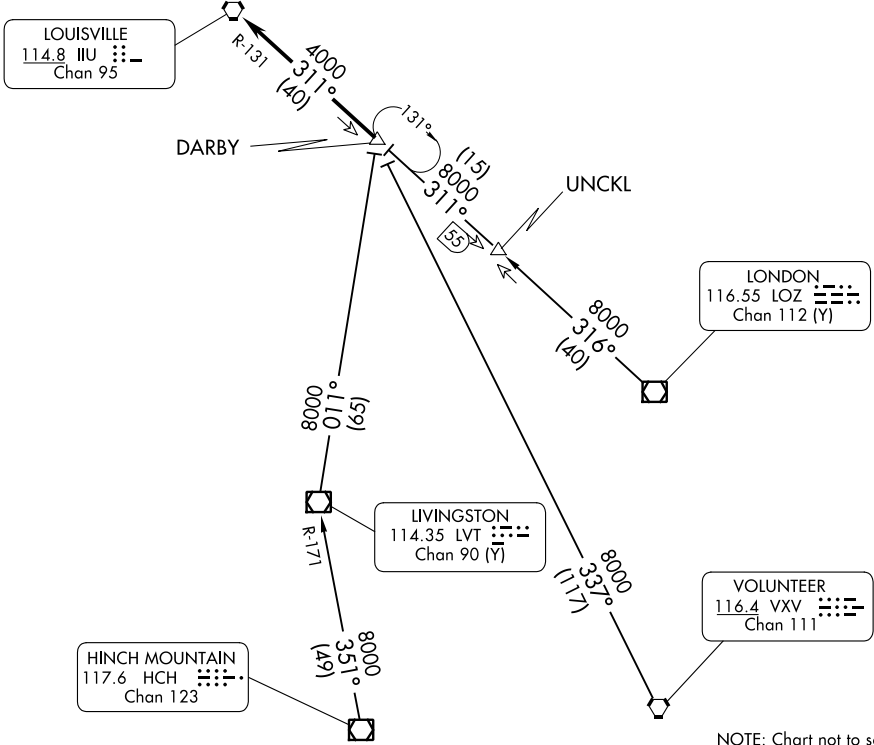 LOUISVILLE
114.8 IIU
Chan 95
R-131
4000
311°
(40)
131°
DARBY
(15)
8000
311°
55
UNCKL
LONDON
116.55 LOZ
Chan 112 (Y)
8000
316°
(40)
8000
011°
(65)
LIVINGSTON
114.35 LVT
Chan 90 (Y)
R-171
8000
337°
(117)
VOLUNTEER
116.4 VXV
Chan 111
HINCH MOUNTAIN
117.6 HCH
Chan 123
8000
351°
(49)
NOTE: Chart not to